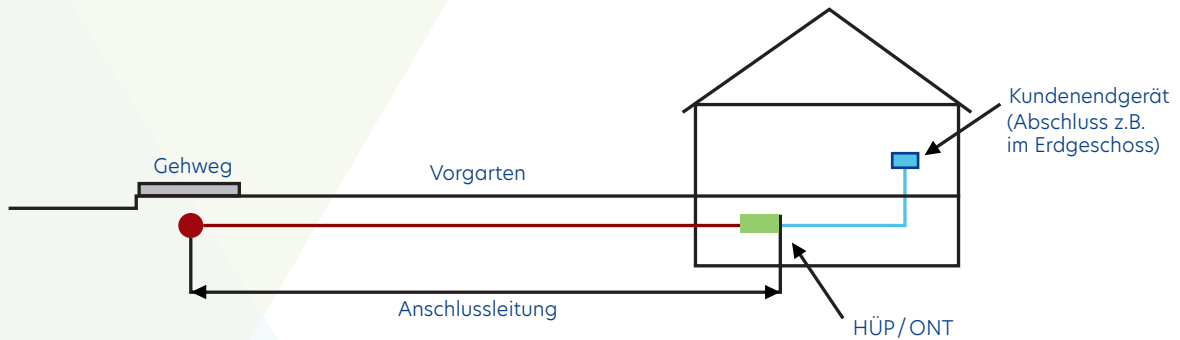 Kundenendgerät
(Abschluss z.B.
im Erdgeschoss)
Gehweg
Vorgarten
Anschlussleitung
HÜP / ONT